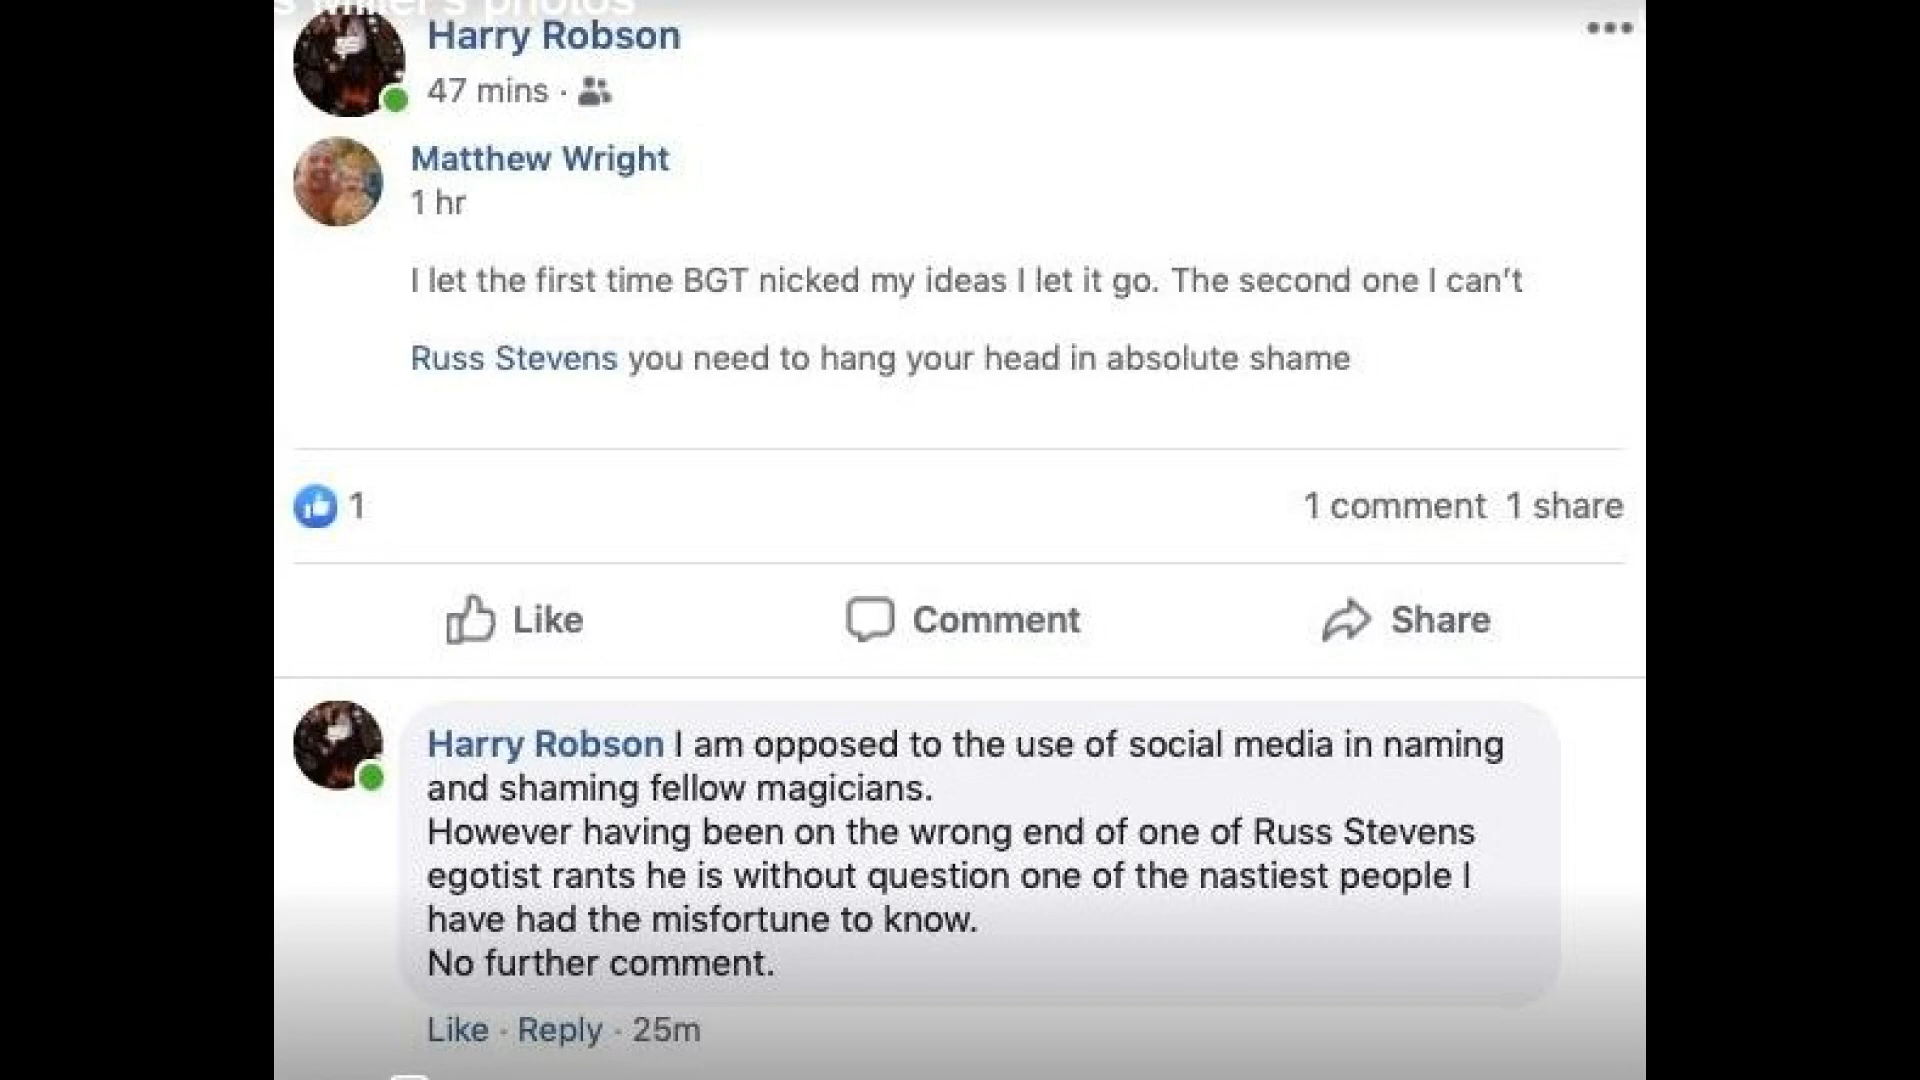 s Miller's photos
Harry Robson
47 mins ·
Matthew Wright
1 hr
I let the first time BGT nicked my ideas I let it go. The second one I can't
Russ Stevens you need to hang your head in absolute shame
1
1 comment 1 share
Like
Comment
Share
Harry Robson I am opposed to the use of social media in naming
and shaming fellow magicians.
However having been on the wrong end of one of Russ Stevens
egotist rants he is without question one of the nastiest people I
have had the misfortune to know.
No further comment.
Like · Reply · 25m